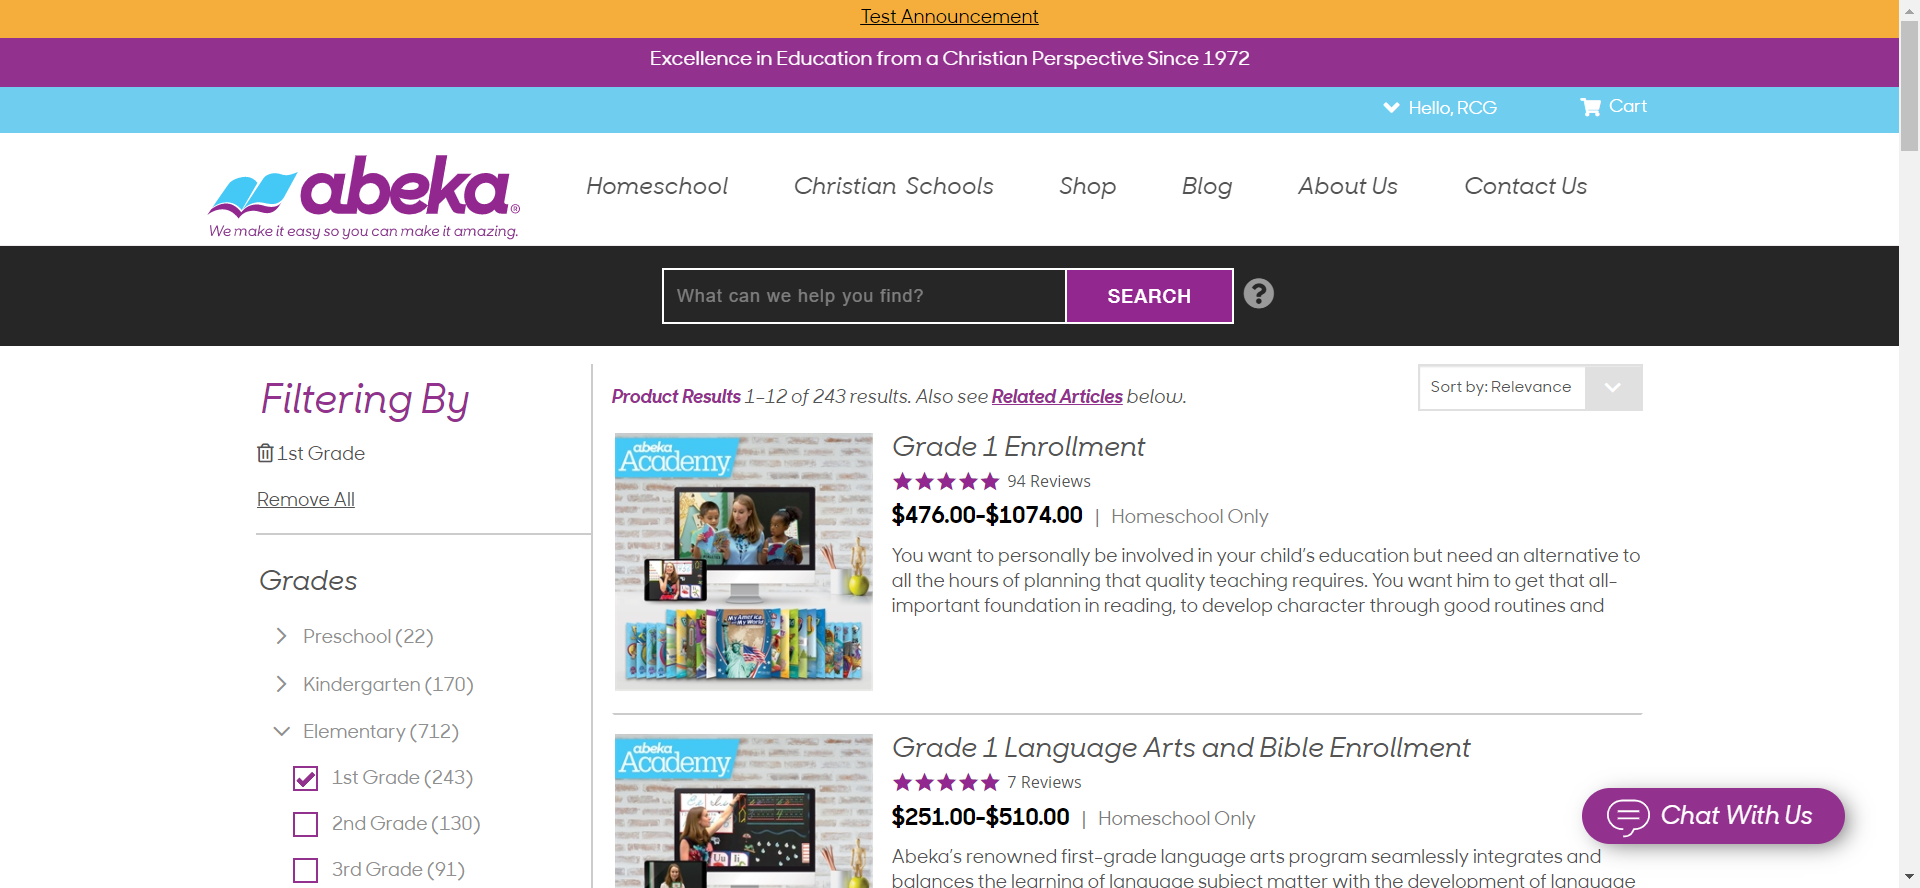 Test Announcement
Excellence in Education from a Christian Perspective Since 1972
Hello, RCG
Cart
abeka®
We make it easy so you can make it amazing.
Homeschool
Christian Schools
Shop
Blog
About Us
Contact Us
What can we help you find?
SEARCH
?
Filtering By
1st Grade
Remove All
Grades
Preschool (22)
Kindergarten (170)
Elementary (712)
1st Grade (243)
2nd Grade (130)
3rd Grade (91)
Product Results 1-12 of 243 results. Also see Related Articles below.
Sort by: Relevance
abeka
Academy
My America
My World
Grade 1 Enrollment
94 Reviews
$476.00-$1074.00 | Homeschool Only
You want to personally be involved in your child's education but need an alternative to
all the hours of planning that quality teaching requires. You want him to get that all-
important foundation in reading, to develop character through good routines and
abeka
Academy
Uu Ii
Grade 1 Language Arts and Bible Enrollment
7 Reviews
$251.00-$510.00 | Homeschool Only
Abeka's renowned first-grade language arts program seamlessly integrates and
balances the learning of language subject matter with the development of language
Chat With Us